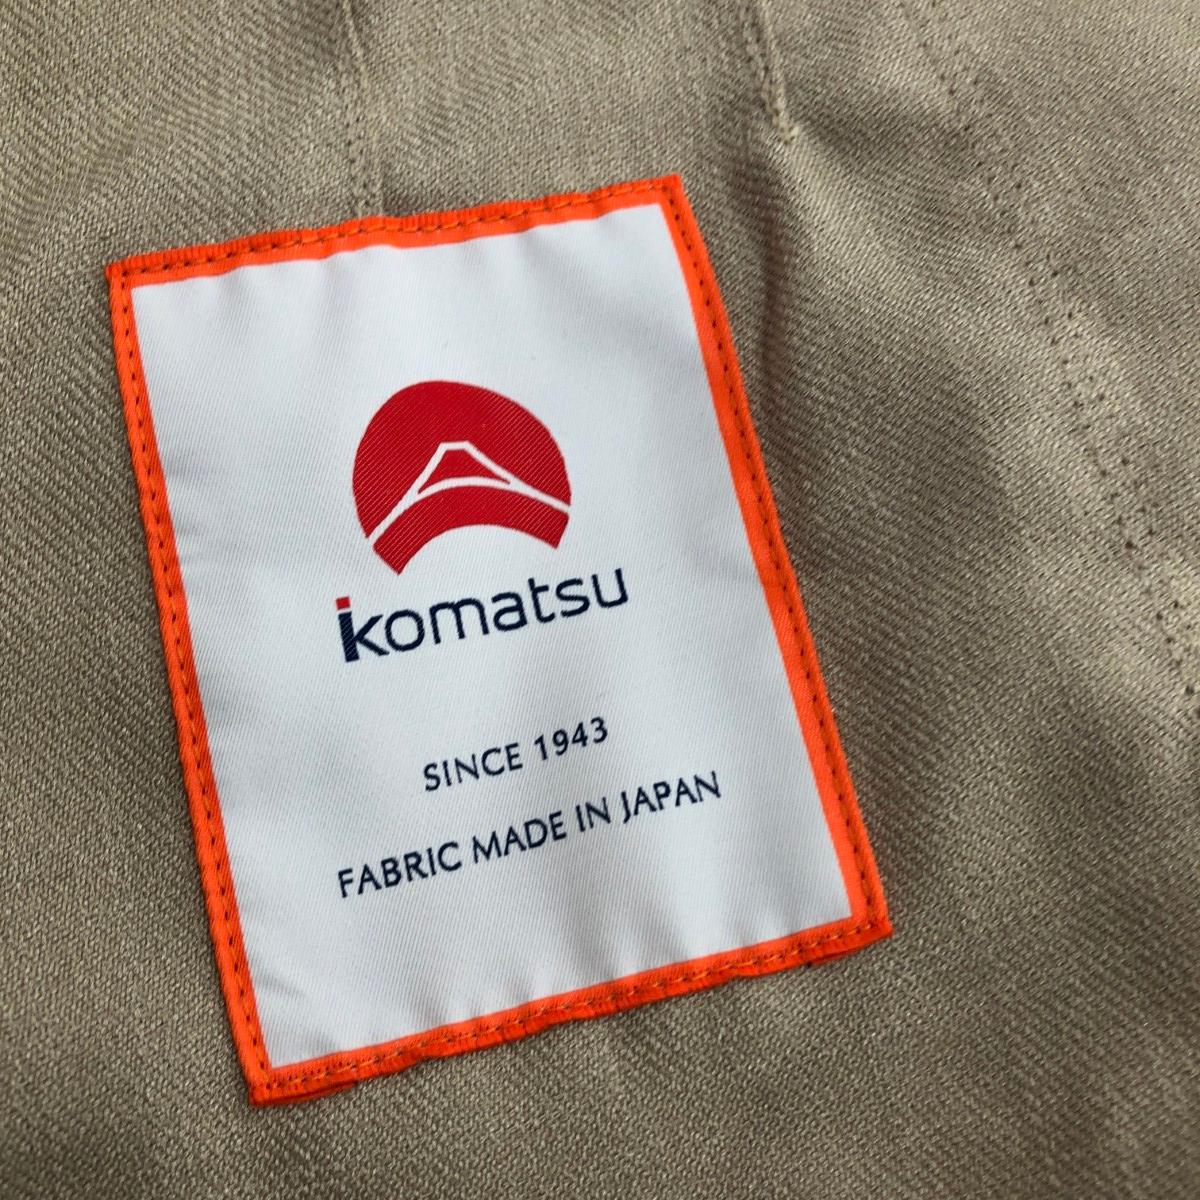 komatsu
SINCE 1943
FABRIC MADE IN JAPAN